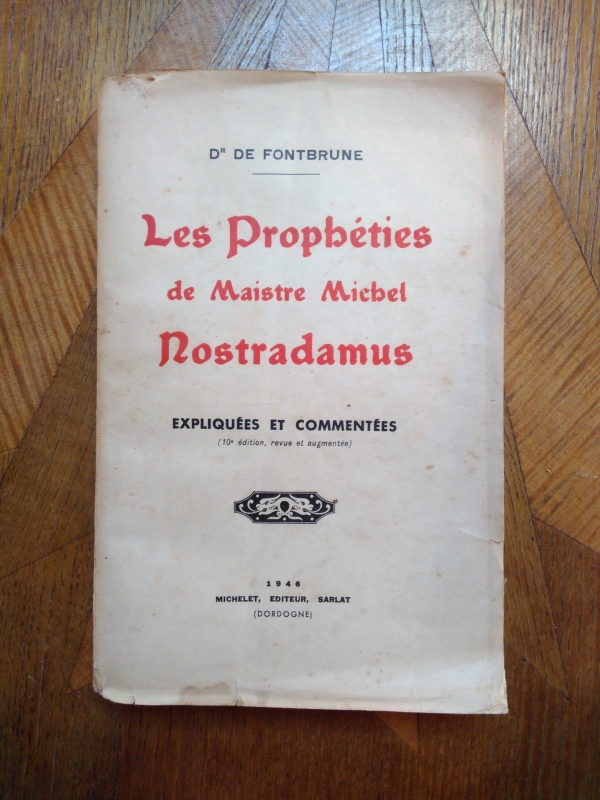 Dᴿ DE FONTBRUNE
Les Prophéties
de Maistre Michel
Nostradamus
EXPLIQUÉES ET COMMENTÉES
(10ᵉ édition, revue et augmentée)
1946
MICHELET, EDITEUR, SARLAT
(DORDOGNE)